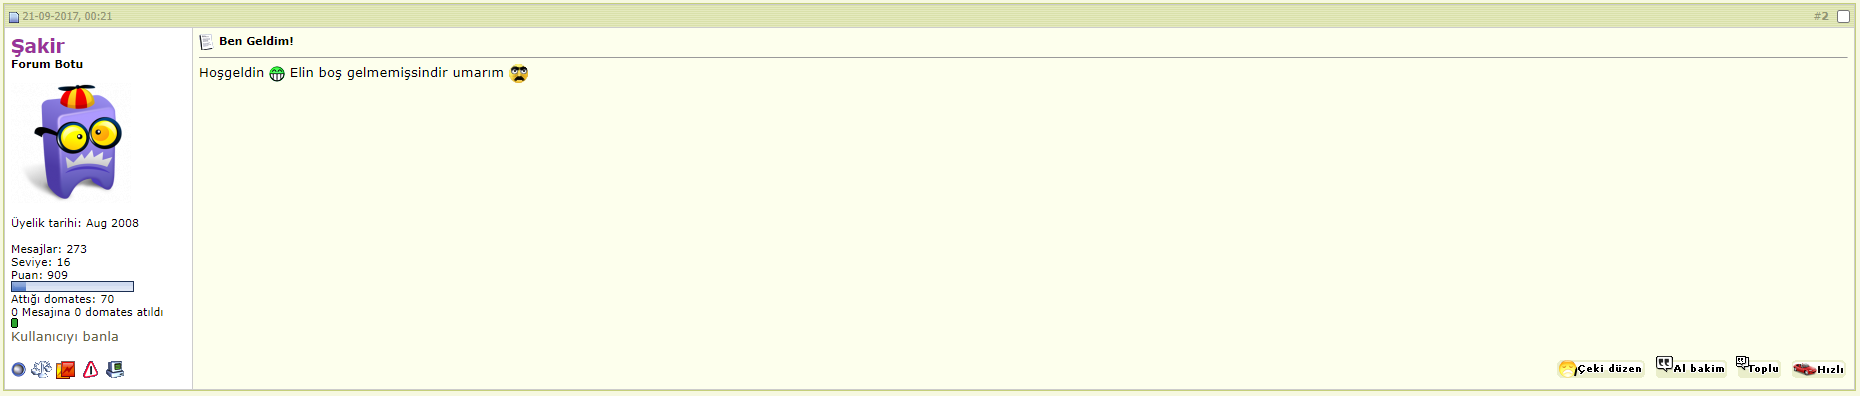 21-09-2017, 00:21
#2
Şakir
Forum Botu
Üyelik tarihi: Aug 2008
Mesajlar: 273
Seviye: 16
Puan: 909
Attığı domates: 70
0 Mesajına 0 domates atıldı
Kullanıcıyı banla
Ben Geldim!
Hoşgeldin Elin boş gelmemişsindir umarım
Çeki düzen Al bakim Toplu Hızlı